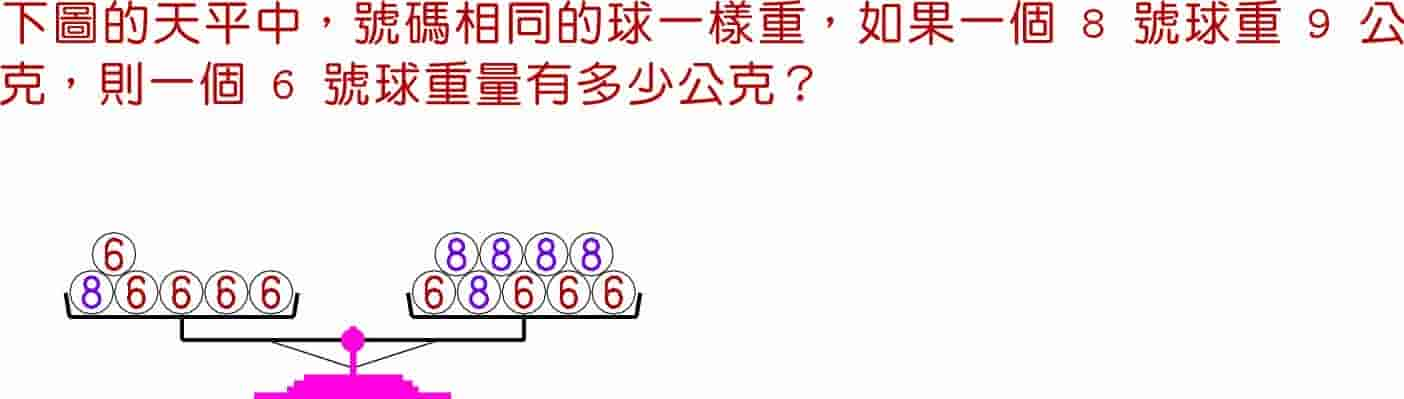 下圖的天平中，號碼相同的球一樣重，如果一個 8 號球重 9 公
克，則一個 6 號球重量有多少公克？
6 8 8 8 8
8 6 6 6 6 6 8 6 6 6